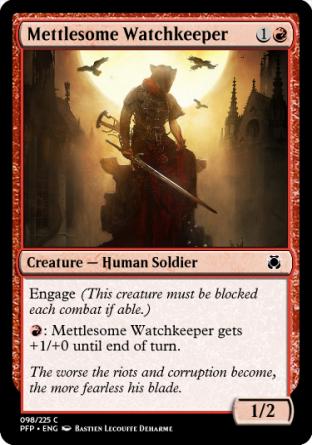 Mettlesome Watchkeeper 1
Creature — Human Soldier
Engage (This creature must be blocked
each combat if able.)
: Mettlesome Watchkeeper gets
+1/+0 until end of turn.
The worse the riots and corruption become,
the more fearless his blade.
1/2
098/225 C
PFP • ENG BASTIEN LECOUFFE DEHARME